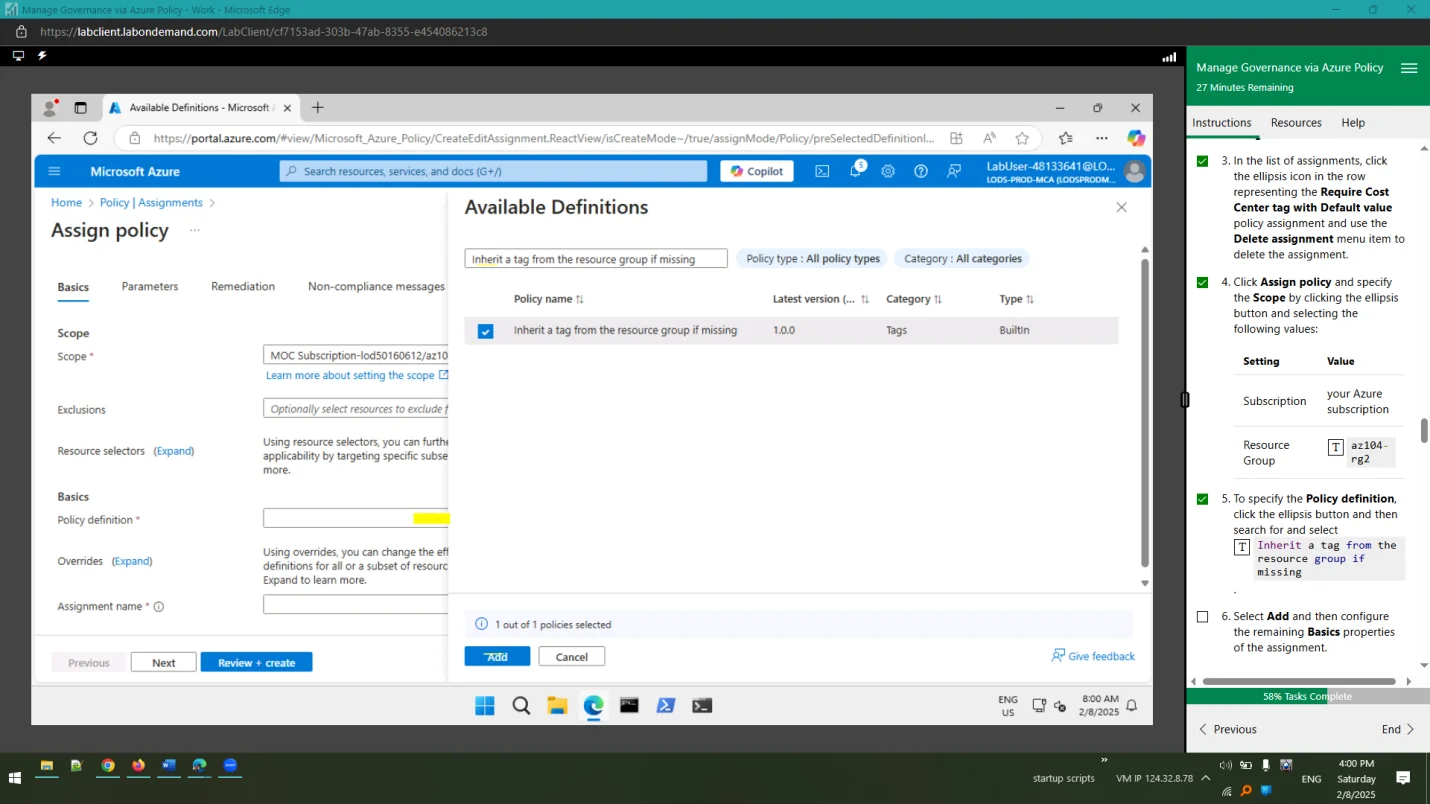 Manage Governance via Azure Policy - Work - Microsoft Edge
https://labclient.labondemand.com/LabClient/cf7153ad-303b-47ab-8355-e454086213c8
Available Definitions - Microsoft
https://portal.azure.com/#view/Microsoft_Azure_Policy/CreateEditAssignment.ReactView/isCreateMode~/true/assignMode/Policy/preSelectedDefinitionI...
Microsoft Azure
Search resources, services, and docs (G+/)
Copilot
5
LabUser-48133641@LO...
LODS-PROD-MCA (LODSPRODM...
Home > Policy | Assignments >
Assign policy ...
Basics
Parameters
Remediation
Non-compliance messages
Scope
Scope *
MOC Subscription-lod50160612/az10
Learn more about setting the scope
Exclusions
Optionally select resources to exclude f
Resource selectors (Expand)
Using resource selectors, you can furthe
applicability by targeting specific subse
more.
Basics
Policy definition *
Overrides (Expand)
Using overrides, you can change the eff
definitions for all or a subset of resourc
Expand to learn more.
Assignment name *
Previous
Next
Review + create
Available Definitions
Inherit a tag from the resource group if missing
Policy type : All policy types
Category : All categories
Policy name
Latest version (...
Category
Type
Inherit a tag from the resource group if missing
1.0.0
Tags
BuiltIn
1 out of 1 policies selected
Add
Cancel
Give feedback
ENG
US
8:00 AM
2/8/2025
Manage Governance via Azure Policy
27 Minutes Remaining
Instructions
Resources
Help
3. In the list of assignments, click
the ellipsis icon in the row
representing the Require Cost
Center tag with Default value
policy assignment and use the
Delete assignment menu item to
delete the assignment.
4. Click Assign policy and specify
the Scope by clicking the ellipsis
button and selecting the
following values:
Setting Value
Subscription
your Azure
subscription
Resource
Group
T az104-
rg2
5. To specify the Policy definition,
click the ellipsis button and then
search for and select
T Inherit a tag from the
resource group if
missing
.
6. Select Add and then configure
the remaining Basics properties
of the assignment.
58% Tasks Complete
Previous
End
startup scripts
VM IP 124.32.8.78
ENG
4:00 PM
Saturday
2/8/2025